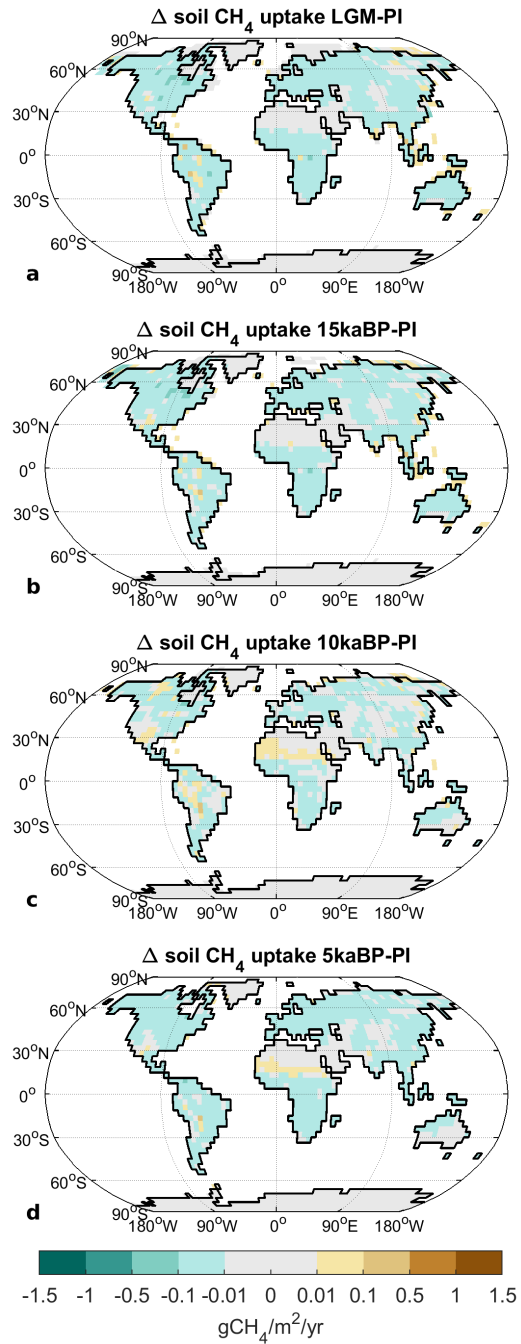 Δ soil CH4 uptake LGM-PI
90°N
60°N
30°N
0°
30°S
60°S
90°S
180°W 90°W 0° 90°E 180°W
a
Δ soil CH4 uptake 15kaBP-PI
90°N
60°N
30°N
0°
30°S
60°S
90°S
180°W 90°W 0° 90°E 180°W
b
Δ soil CH4 uptake 10kaBP-PI
90°N
60°N
30°N
0°
30°S
60°S
90°S
180°W 90°W 0° 90°E 180°W
c
Δ soil CH4 uptake 5kaBP-PI
90°N
60°N
30°N
0°
30°S
60°S
90°S
180°W 90°W 0° 90°E 180°W
d
-1.5 -1 -0.5 -0.1 -0.01 0 0.01 0.1 0.5 1 1.5
gCH4/m²/yr